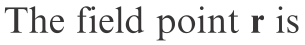 The field point r is